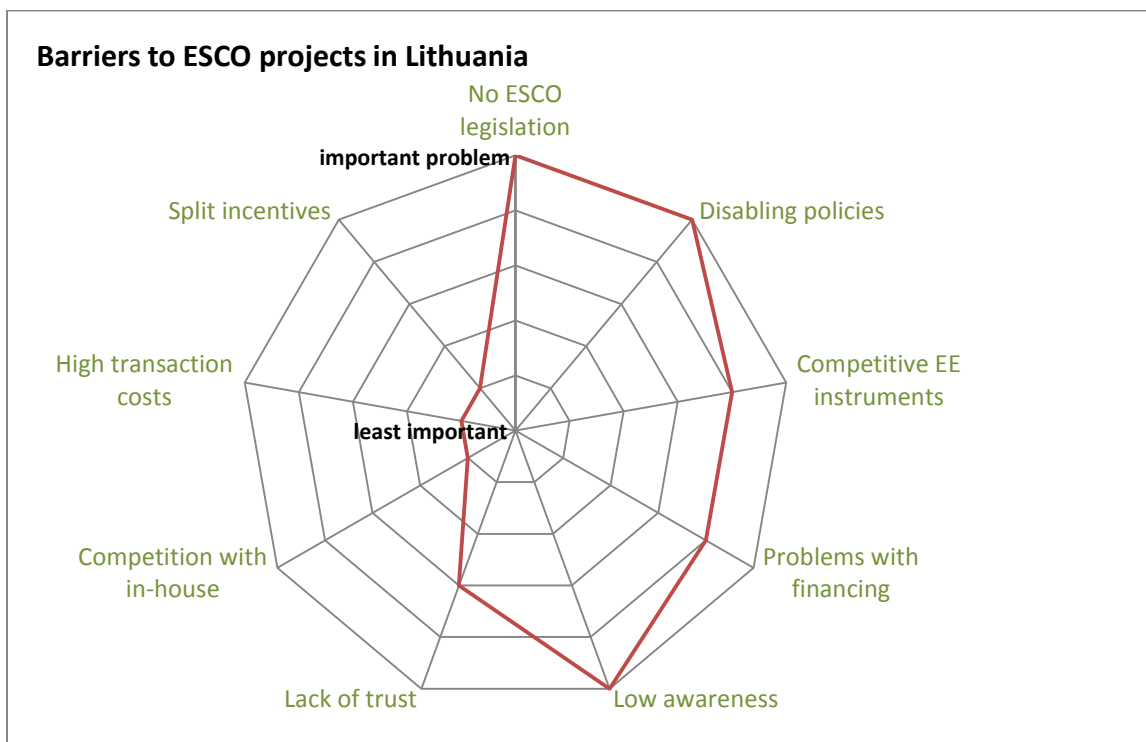 Barriers to ESCO projects in Lithuania
No ESCO
legislation
important problem
Split incentives
Disabling policies
High transaction
costs
Competitive EE
instruments
least important
Competition with
in-house
Problems with
financing
Lack of trust
Low awareness